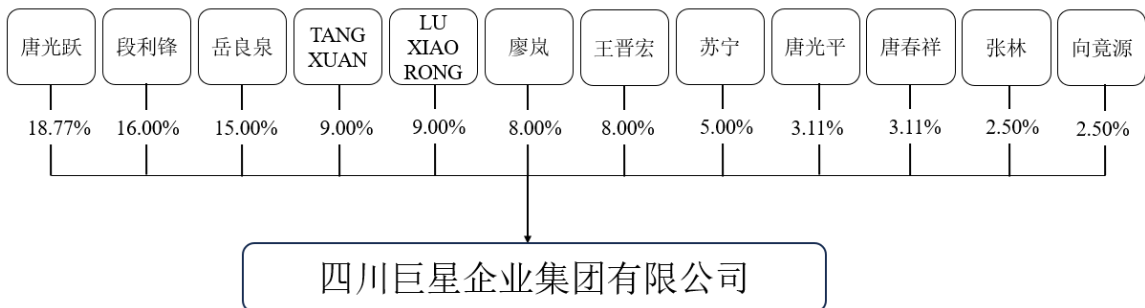 唐光跃
段利锋
岳良泉
TANG
XUAN
LU
XIAO
RONG
廖岚
王晋宏
苏宁
唐光平
唐春祥
张林
向竟源
18.77%
16.00%
15.00%
9.00%
9.00%
8.00%
8.00%
5.00%
3.11%
3.11%
2.50%
2.50%
四川巨星企业集团有限公司